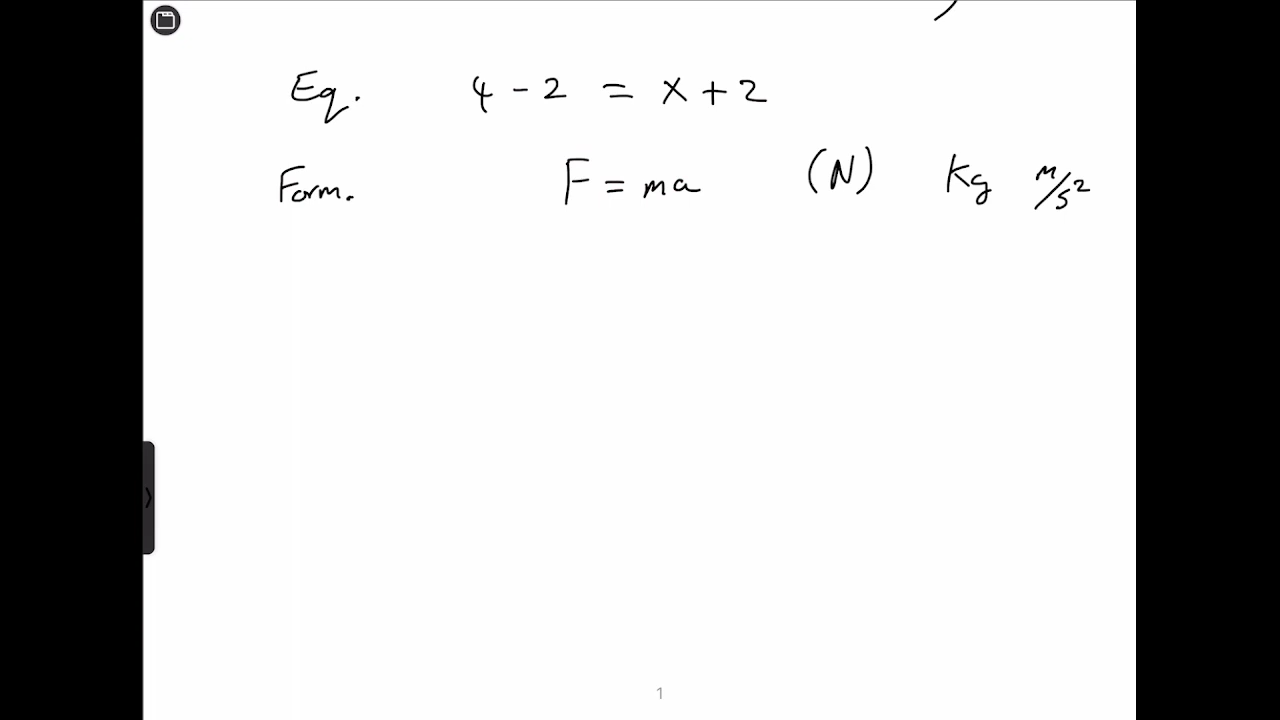 Eq. 4 - 2 = x + 2
Form. F = ma (N) Kg m/s²
1